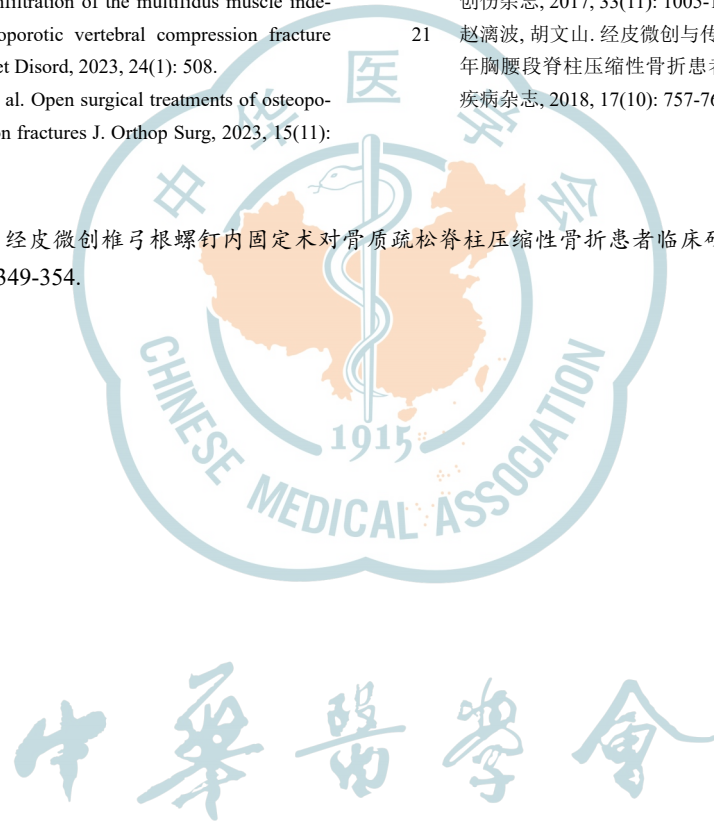 nfiltration of the multifidus muscle inde-
oporotic vertebral compression fracture
et Disord, 2023, 24(1): 508.
al. Open surgical treatments of osteopo-
on fractures J. Orthop Surg, 2023, 15(11):
创伤杂志, 2017, 33(11): 1005-1
21 赵漪波, 胡文山. 经皮微创与传
年胸腰段脊柱压缩性骨折患者
疾病杂志, 2018, 17(10): 757-76
经皮微创椎弓根螺钉内固定术对骨质疏松脊柱压缩性骨折患者临床研
349-354.
中华医学会
1915
CHINESE MEDICAL ASSOCIATION
中華醫學會